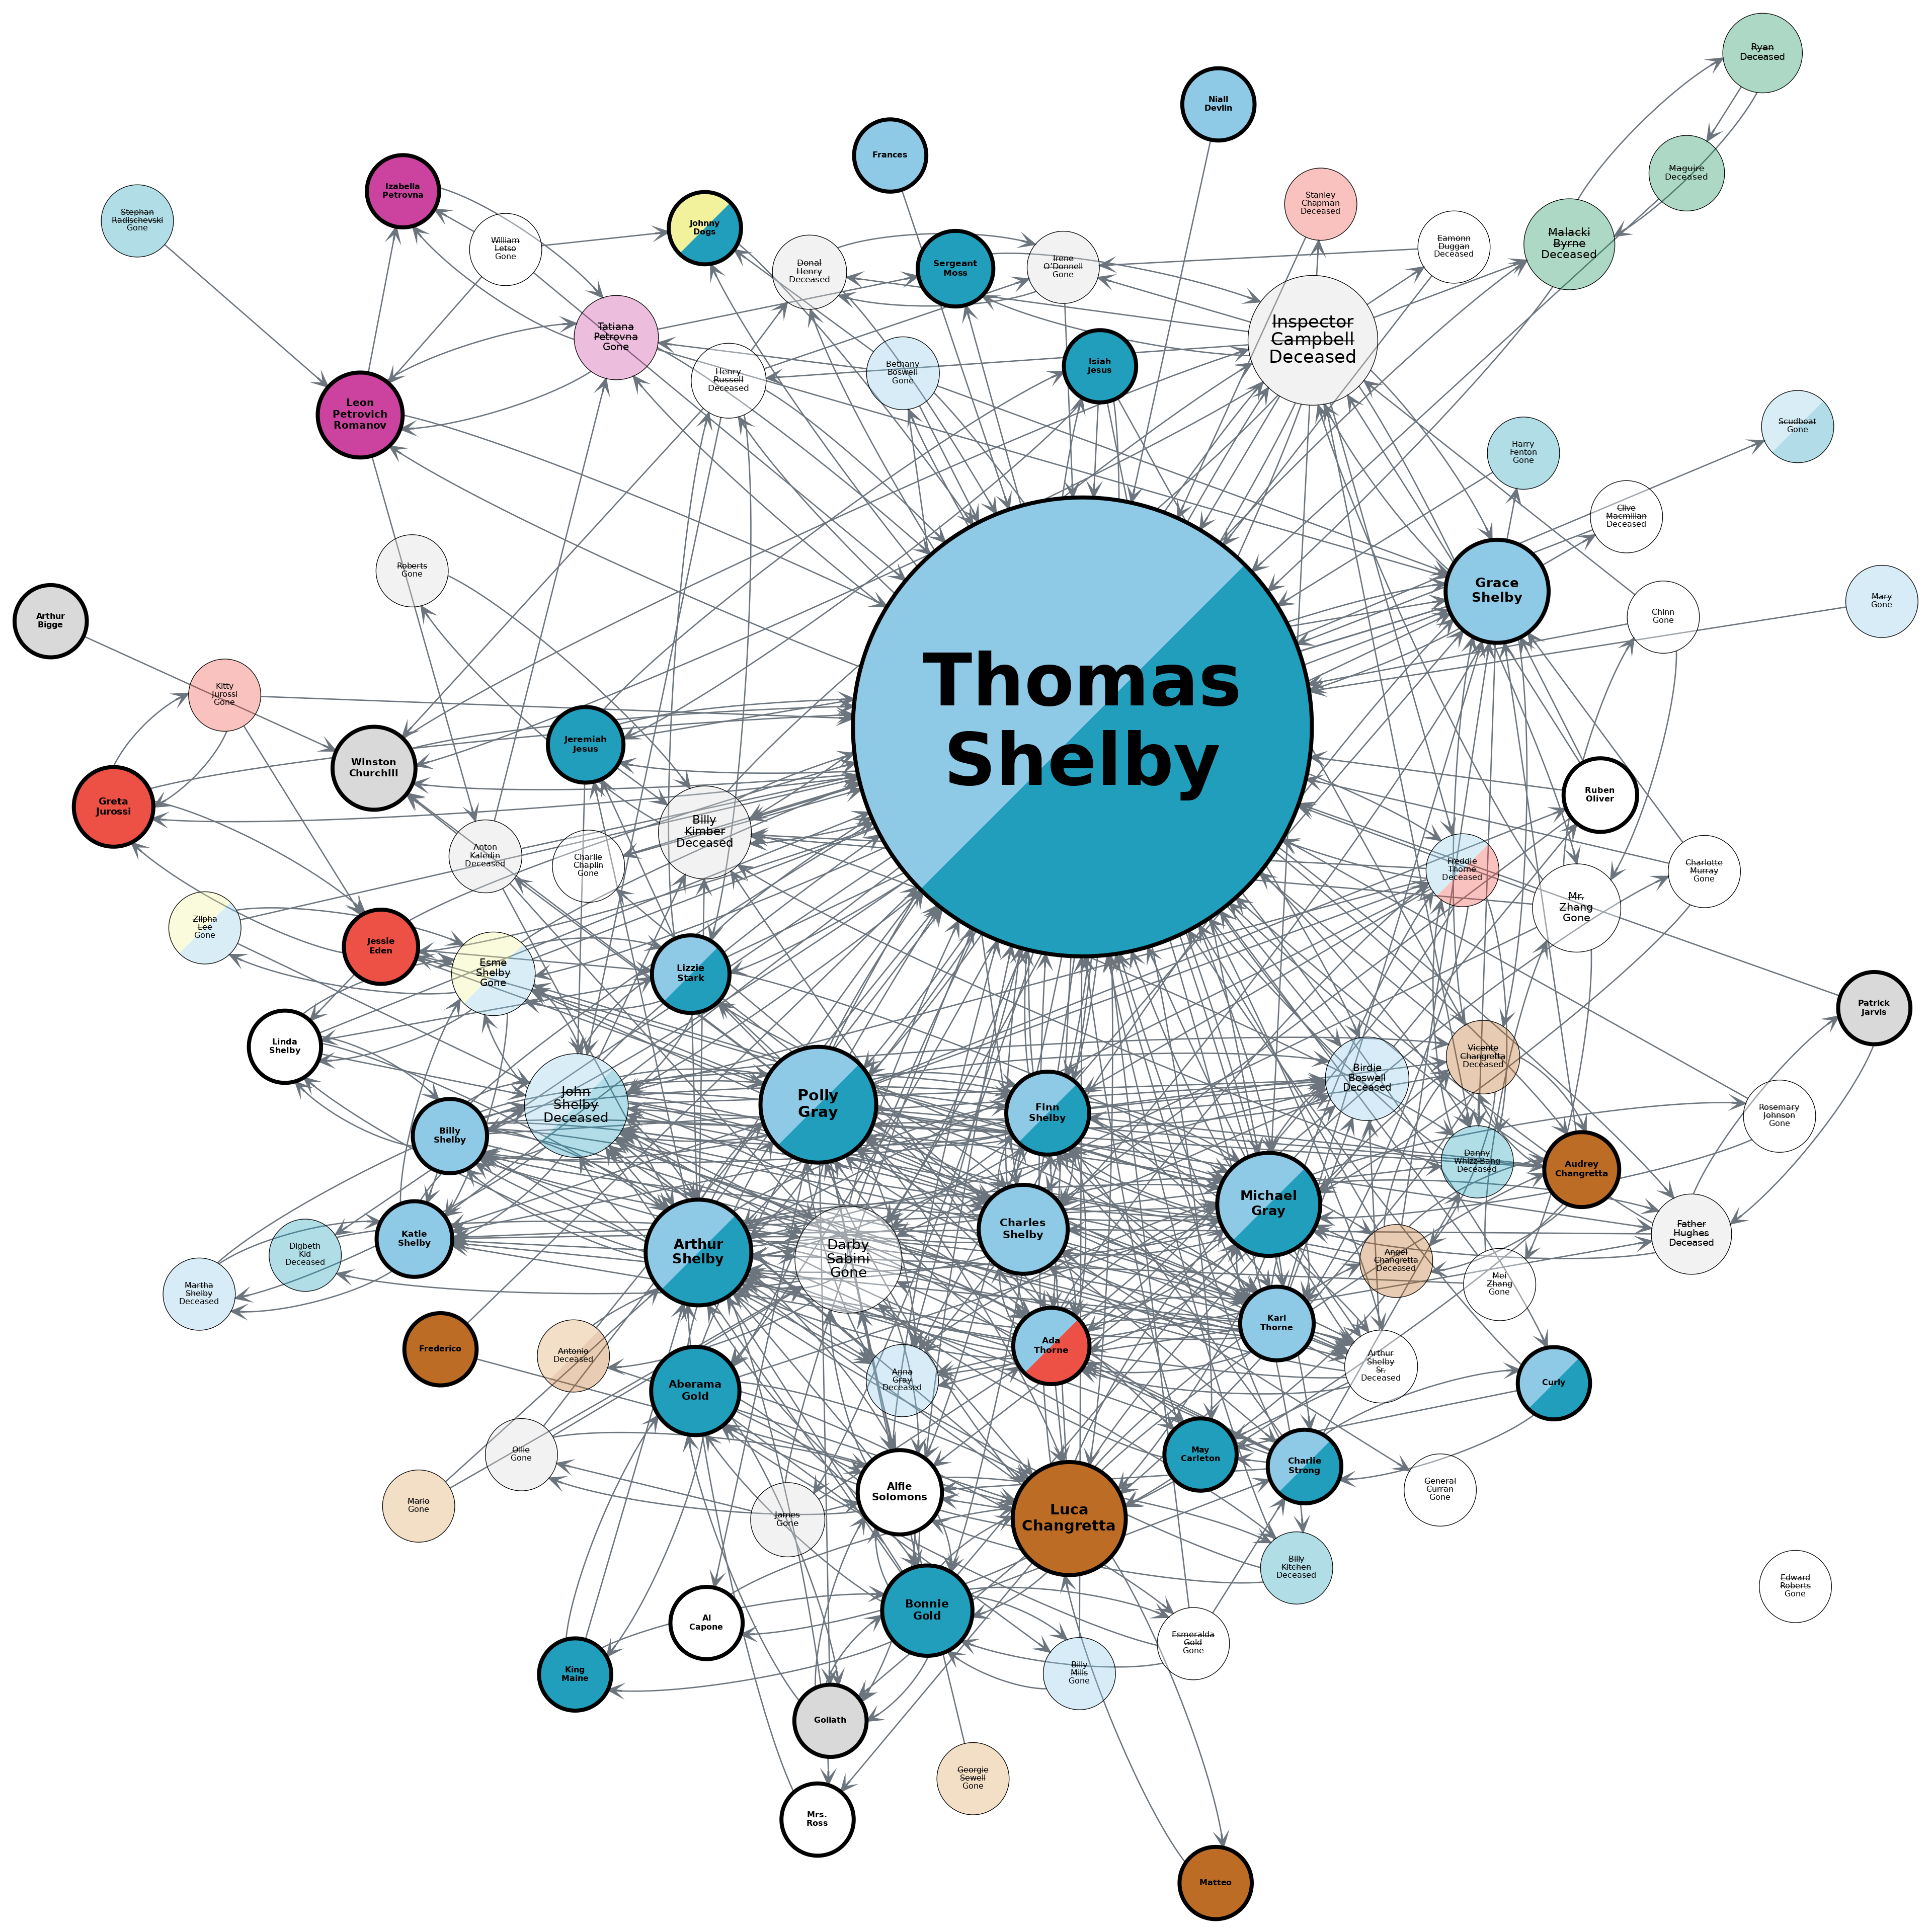 Ryan
Deceased
Niall
Devlin
Frances
Maguire
Deceased
Izabella
Petrovna
Stephan
Radischevski
Gone
Stanley
Chapman
Deceased
Johnny
Dogs
William
Letso
Gone
Malacki
Byrne
Deceased
Eamonn
Duggan
Deceased
Donal
Henry
Deceased
Sergeant
Moss
Irene
O'Donnell
Gone
Tatiana
Petrovna
Gone
Inspector
Campbell
Deceased
Isiah
Jesus
Bethany
Boswell
Gone
Henry
Russell
Deceased
Leon
Petrovich
Romanov
Scudboat
Gone
Harry
Fenton
Gone
Clive
Macmillan
Deceased
Roberts
Gone
Grace
Shelby
Mary
Gone
Arthur
Bigge
Chinn
Gone
Kitty
Jurossi
Gone
Thomas
Shelby
Jeremiah
Jesus
Winston
Churchill
Greta
Jurossi
Ruben
Oliver
Billy
Kimber
Deceased
Anton
Kaledin
Deceased
Charlie
Chaplin
Gone
Freddie
Thorne
Deceased
Charlotte
Murray
Gone
Mr.
Zhang
Gone
Zilpha
Lee
Gone
Jessie
Eden
Esme
Shelby
Gone
Lizzie
Stark
Patrick
Jarvis
Linda
Shelby
Vicente
Changretta
Deceased
Birdie
Boswell
Deceased
John
Shelby
Deceased
Polly
Gray
Finn
Shelby
Rosemary
Johnson
Gone
Billy
Shelby
Danny
Whizz-Bang
Deceased
Audrey
Changretta
Michael
Gray
Charles
Shelby
Father
Hughes
Deceased
Katie
Shelby
Digbeth
Kid
Deceased
Arthur
Shelby
Darby
Sabini
Gone
Angel
Changretta
Deceased
Mei
Zhang
Gone
Martha
Shelby
Deceased
Karl
Thorne
Ada
Thorne
Frederico
Antonio
Deceased
Arthur
Shelby
Sr.
Deceased
Anna
Gray
Deceased
Curly
Aberama
Gold
Ollie
Gone
May
Carleton
Charlie
Strong
General
Curran
Gone
Alfie
Solomons
Mario
Gone
James
Gone
Luca
Changretta
Billy
Kitchen
Deceased
Edward
Roberts
Gone
Bonnie
Gold
Al
Capone
Esmeralda
Gold
Gone
King
Maine
Billy
Mills
Gone
Goliath
Georgie
Sewell
Gone
Mrs.
Ross
Matteo